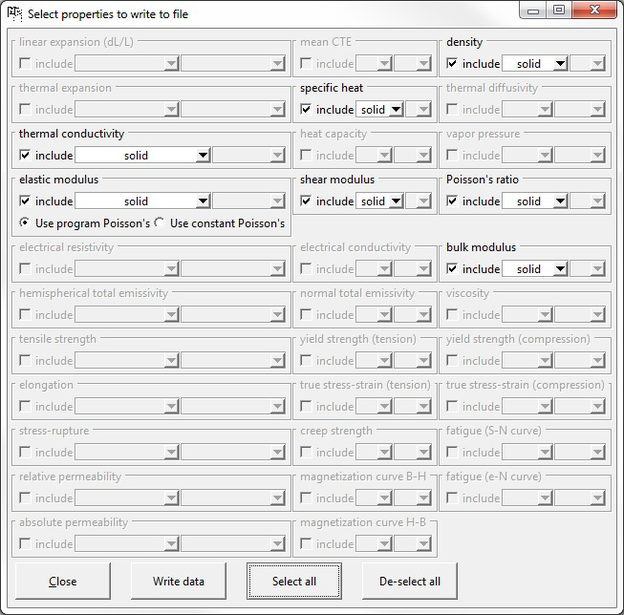 Select properties to write to file
linear expansion (dL/L) mean CTE density
include include include solid
thermal expansion specific heat thermal diffusivity
include include solid include
thermal conductivity heat capacity vapor pressure
include solid include include
elastic modulus shear modulus Poisson's ratio
include solid include solid include solid
Use program Poisson's Use constant Poisson's
electrical resistivity electrical conductivity bulk modulus
include include include solid
hemispherical total emissivity normal total emissivity viscosity
include include include
tensile strength yield strength (tension) yield strength (compression)
include include include
elongation true stress-strain (tension) true stress-strain (compression)
include include include
stress-rupture creep strength fatigue (S-N curve)
include include include
relative permeability magnetization curve B-H fatigue (e-N curve)
include include include
absolute permeability magnetization curve H-B
include include
Close Write data Select all De-select all